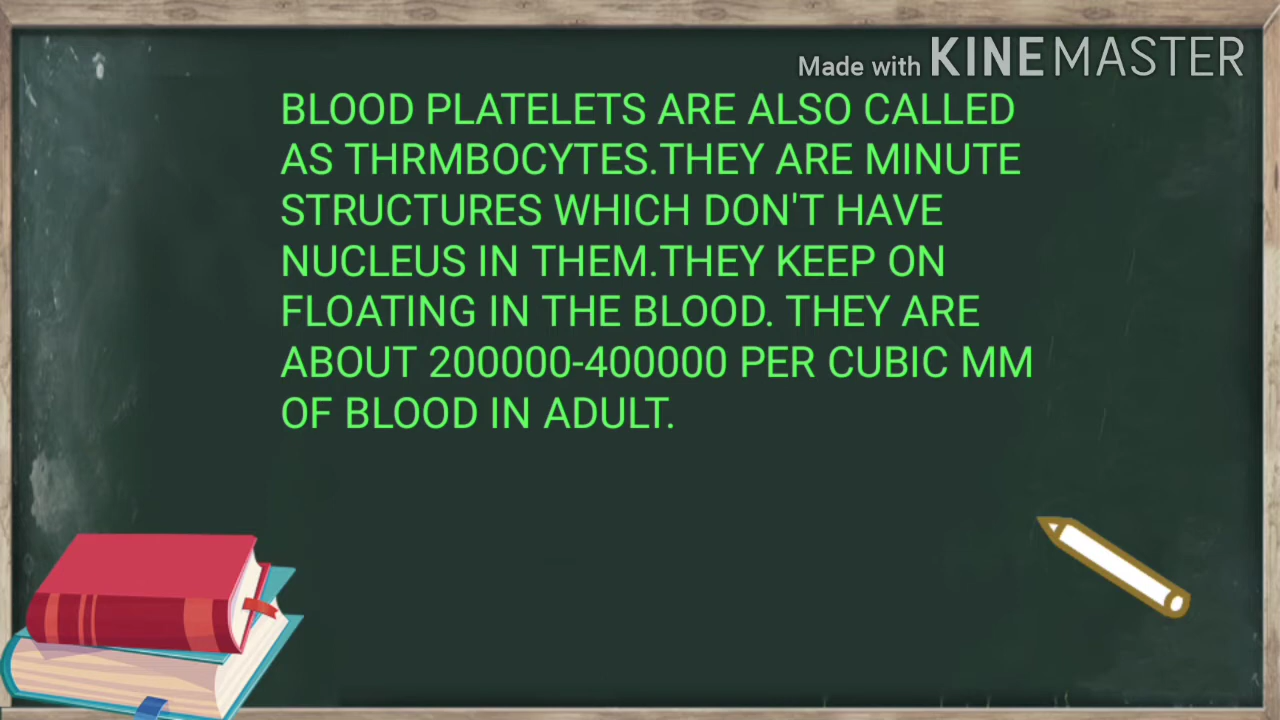 Made with KINEMASTER
BLOOD PLATELETS ARE ALSO CALLED
AS THRMBOCYTES.THEY ARE MINUTE
STRUCTURES WHICH DON'T HAVE
NUCLEUS IN THEM.THEY KEEP ON
FLOATING IN THE BLOOD. THEY ARE
ABOUT 200000-400000 PER CUBIC MM
OF BLOOD IN ADULT.